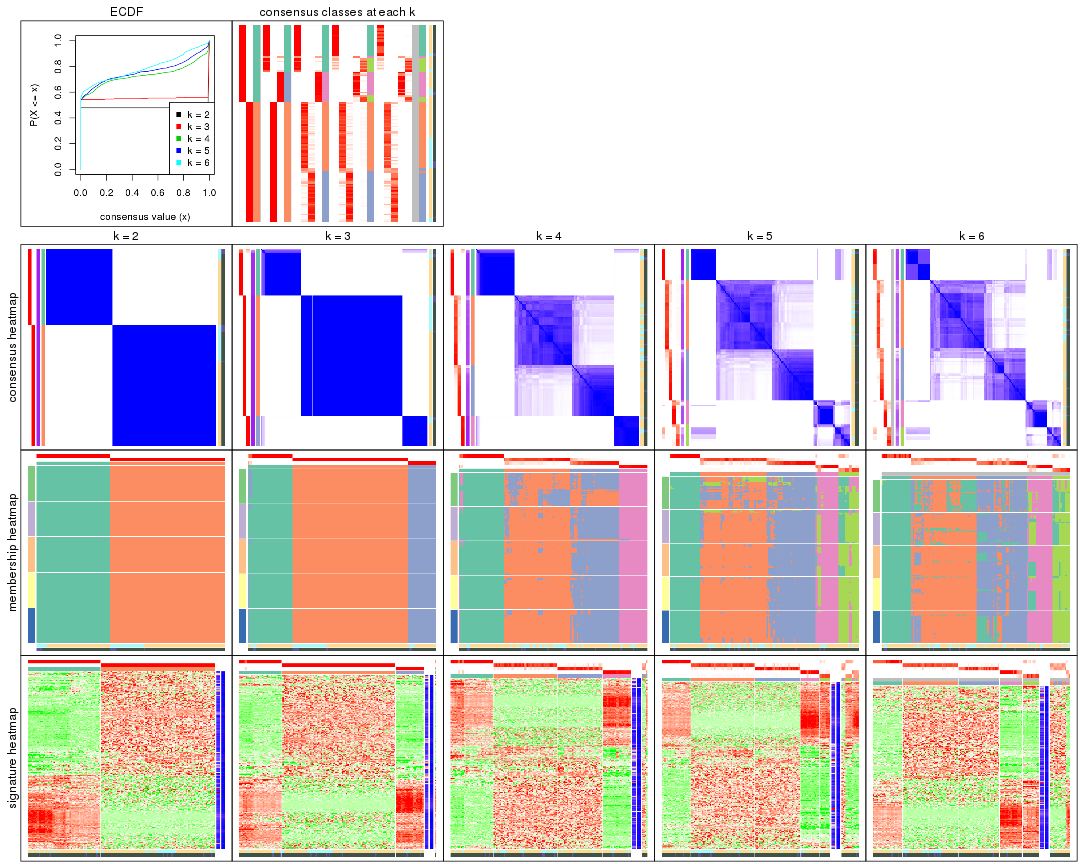 ECDF
consensus classes at each k
P(X <= x)
0.0 0.2 0.4 0.6 0.8 1.0
k = 2
k = 3
k = 4
k = 5
k = 6
0.0 0.2 0.4 0.6 0.8 1.0
consensus value (x)
k = 2
k = 3
k = 4
k = 5
k = 6
consensus heatmap
membership heatmap
signature heatmap